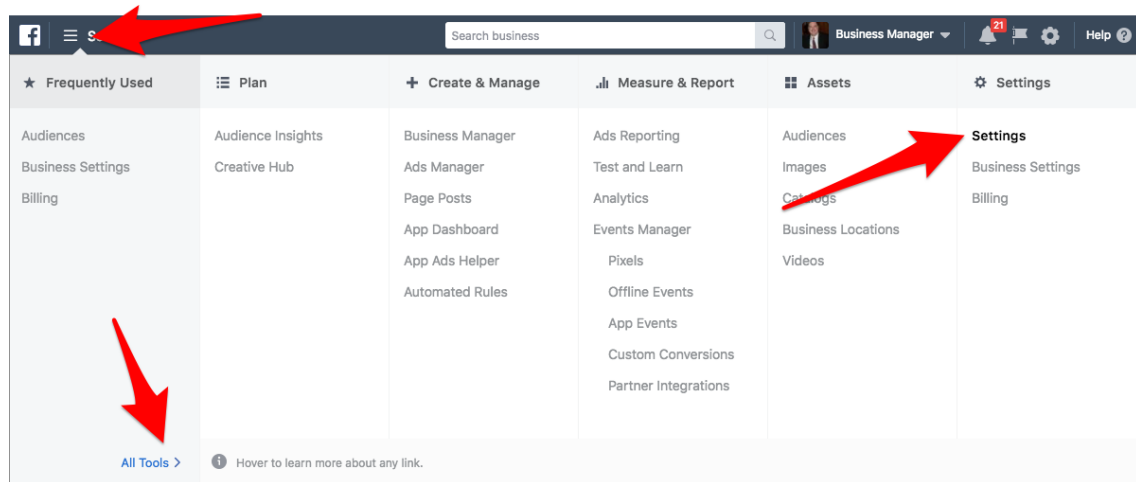 f
Search business
Business Manager
21
Help
Frequently Used
Plan
Create & Manage
Measure & Report
Assets
Settings
Audiences
Business Settings
Billing
All Tools >
Audience Insights
Creative Hub
Business Manager
Ads Manager
Page Posts
App Dashboard
App Ads Helper
Automated Rules
Ads Reporting
Test and Learn
Analytics
Events Manager
Pixels
Offline Events
App Events
Custom Conversions
Partner Integrations
Audiences
Images
Catalogs
Business Locations
Videos
Settings
Business Settings
Billing
Hover to learn more about any link.